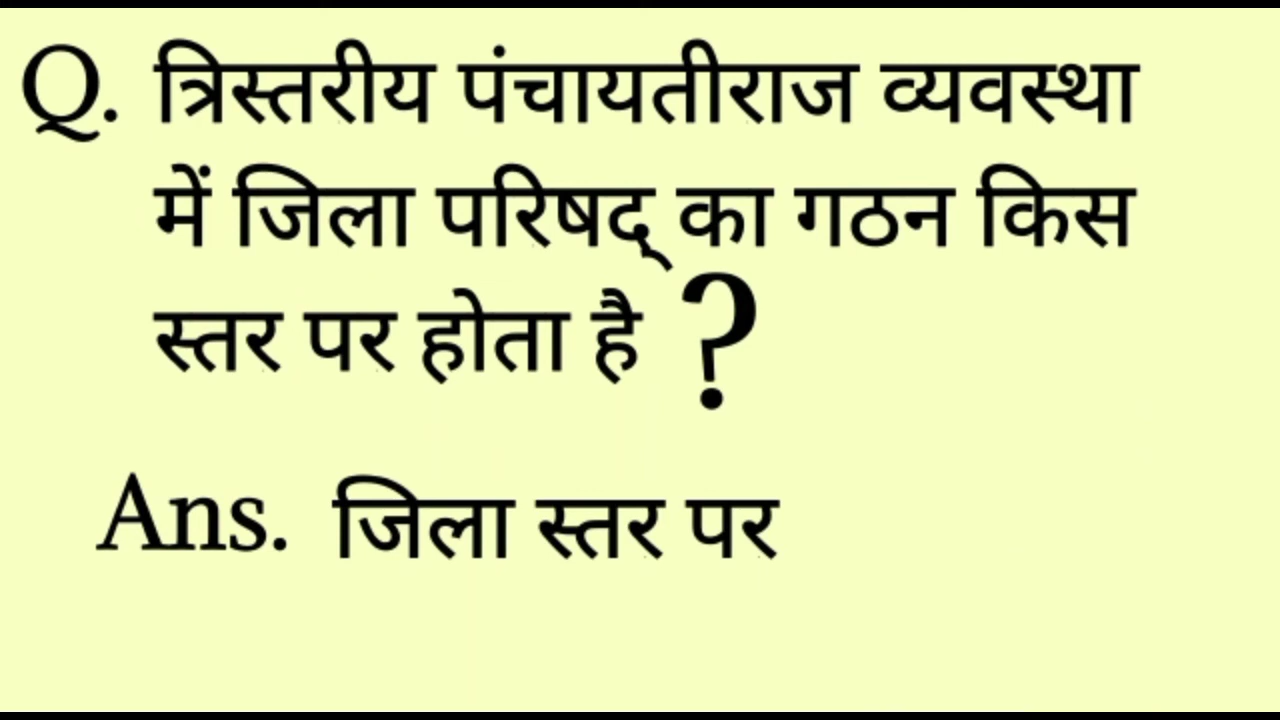 Q. त्रिस्तरीय पंचायतीराज व्यवस्था
में जिला परिषद् का गठन किस
स्तर पर होता है ?
Ans. जिला स्तर पर